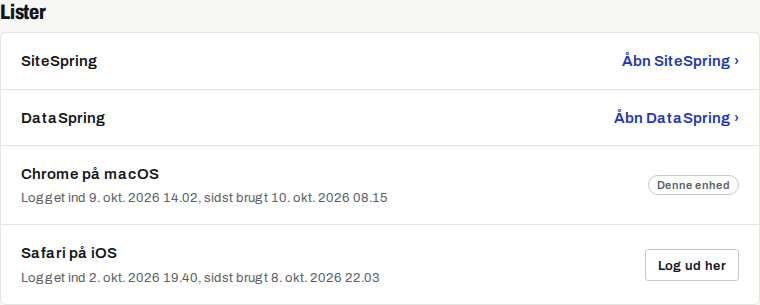 Lister
SiteSpring
Åbn SiteSpring ›
DataSpring
Åbn DataSpring ›
Chrome på macOS
Logget ind 9. okt. 2026 14.02, sidst brugt 10. okt. 2026 08.15
Denne enhed
Safari på iOS
Logget ind 2. okt. 2026 19.40, sidst brugt 8. okt. 2026 22.03
Log ud her